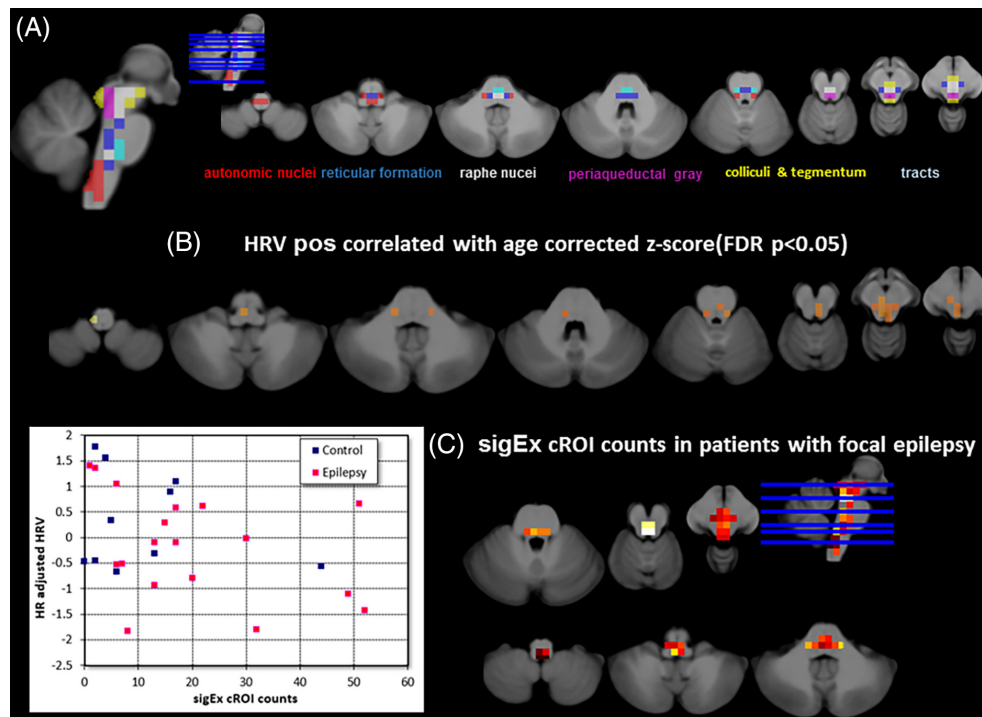 (A)
autonomic nuclei reticular formation raphe nucei periaqueductal gray colliculi & tegmentum tracts
(B) HRV pos correlated with age corrected z-score(FDR p<0.05)
2
1.5
1
0.5
0
-0.5
-1
-1.5
-2
-2.5
HR adjusted HRV
Control
Epilepsy
0 10 20 30 40 50 60
sigEx cROI counts
(C) sigEx cROI counts in patients with focal epilepsy